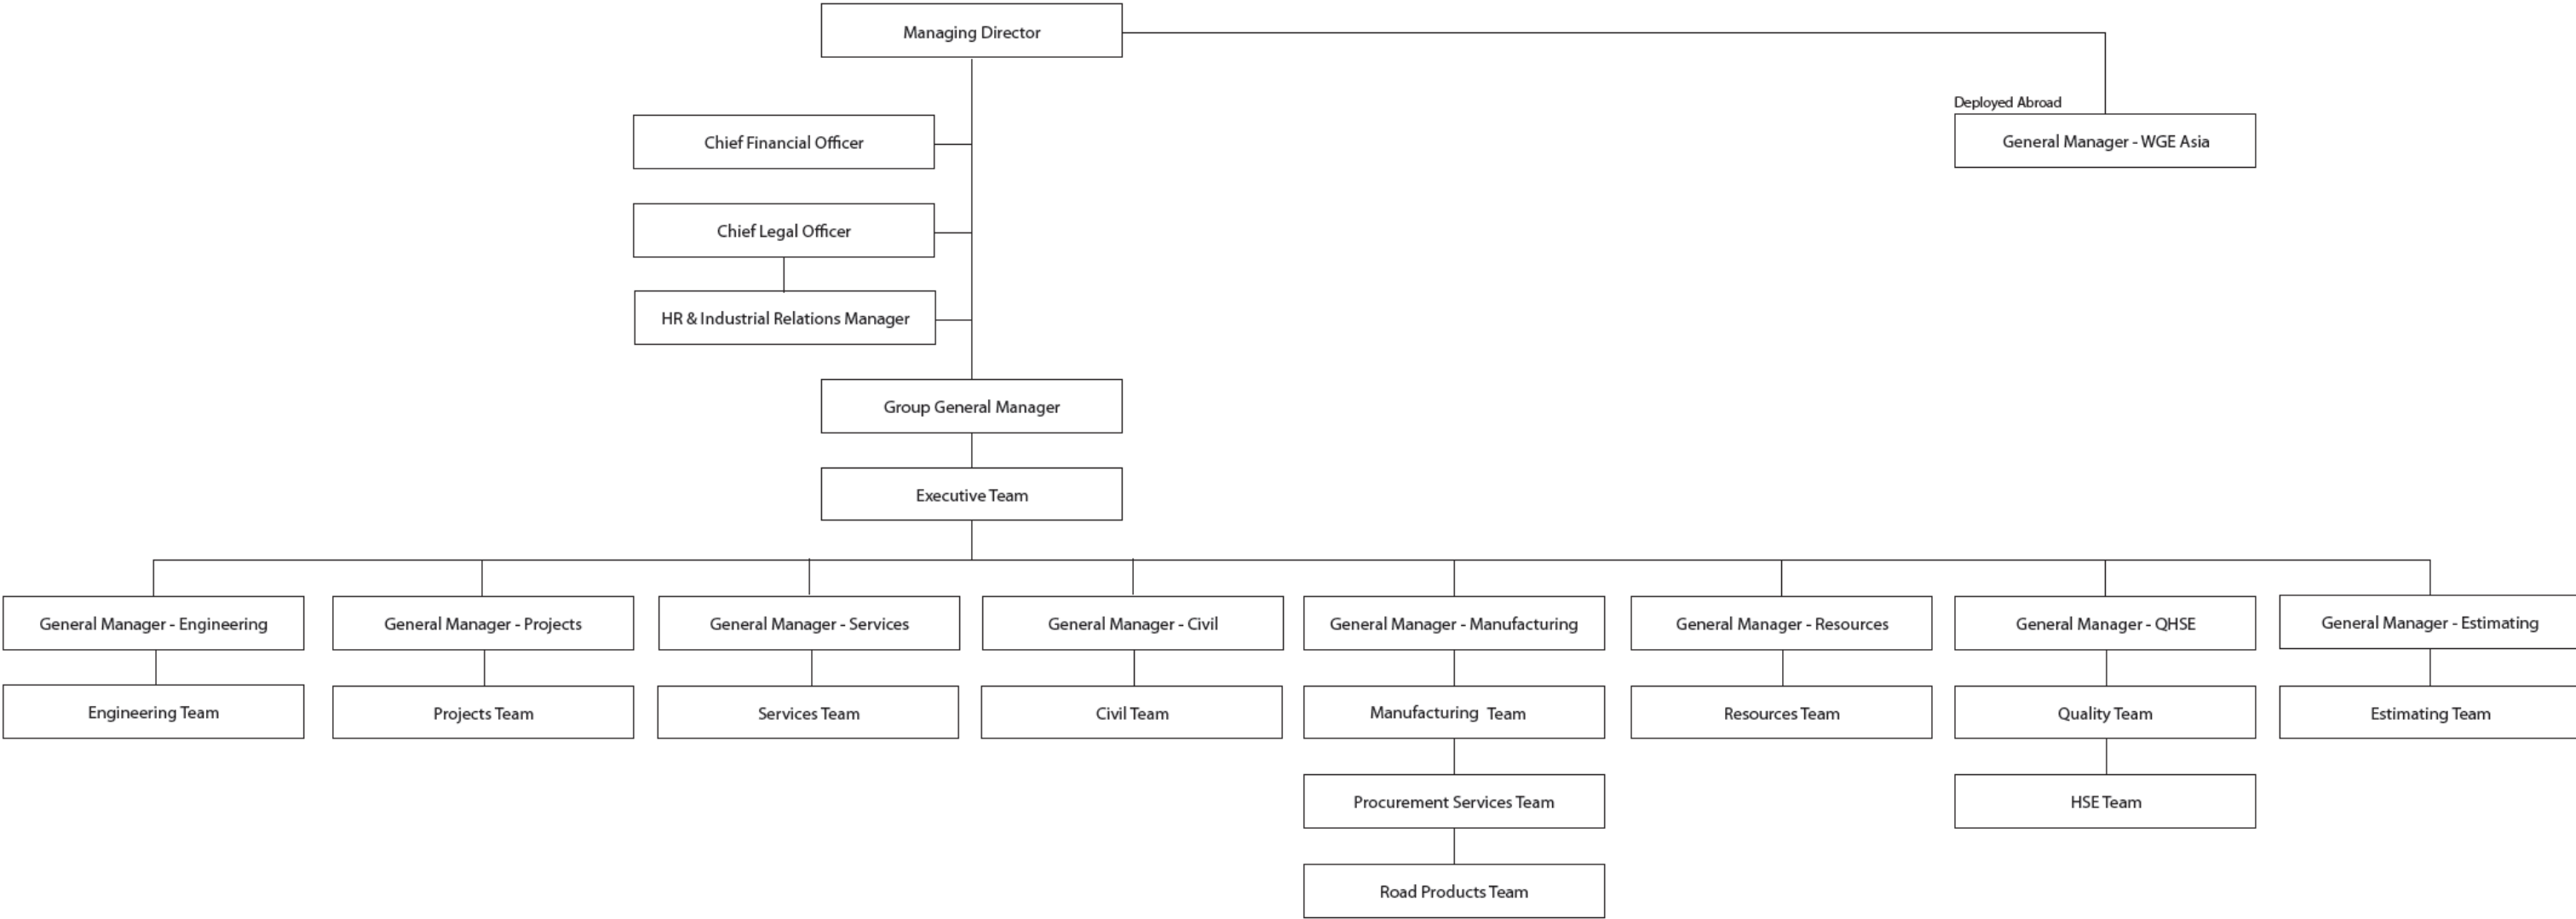 Managing Director
Deployed Abroad
Chief Financial Officer
General Manager - WGE Asia
Chief Legal Officer
HR & Industrial Relations Manager
Group General Manager
Executive Team
General Manager - Engineering
General Manager - Projects
General Manager - Services
General Manager - Civil
General Manager - Manufacturing
General Manager - Resources
General Manager - QHSE
General Manager - Estimating
Engineering Team
Projects Team
Services Team
Civil Team
Manufacturing Team
Resources Team
Quality Team
Estimating Team
Procurement Services Team
HSE Team
Road Products Team